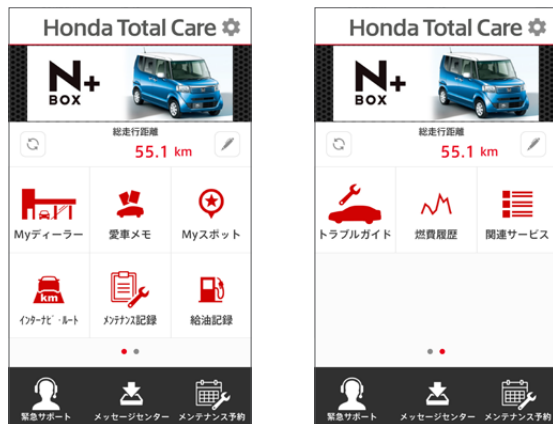 Honda Total Care
N+
BOX
総走行距離
55.1 km
Myディーラー
愛車メモ
Myスポット
km
インターナビ・ルート
メンテナンス記録
給油記録
緊急サポート
メッセージセンター
メンテナンス予約
Honda Total Care
N+
BOX
総走行距離
55.1 km
トラブルガイド
燃費履歴
関連サービス
緊急サポート
メッセージセンター
メンテナンス予約